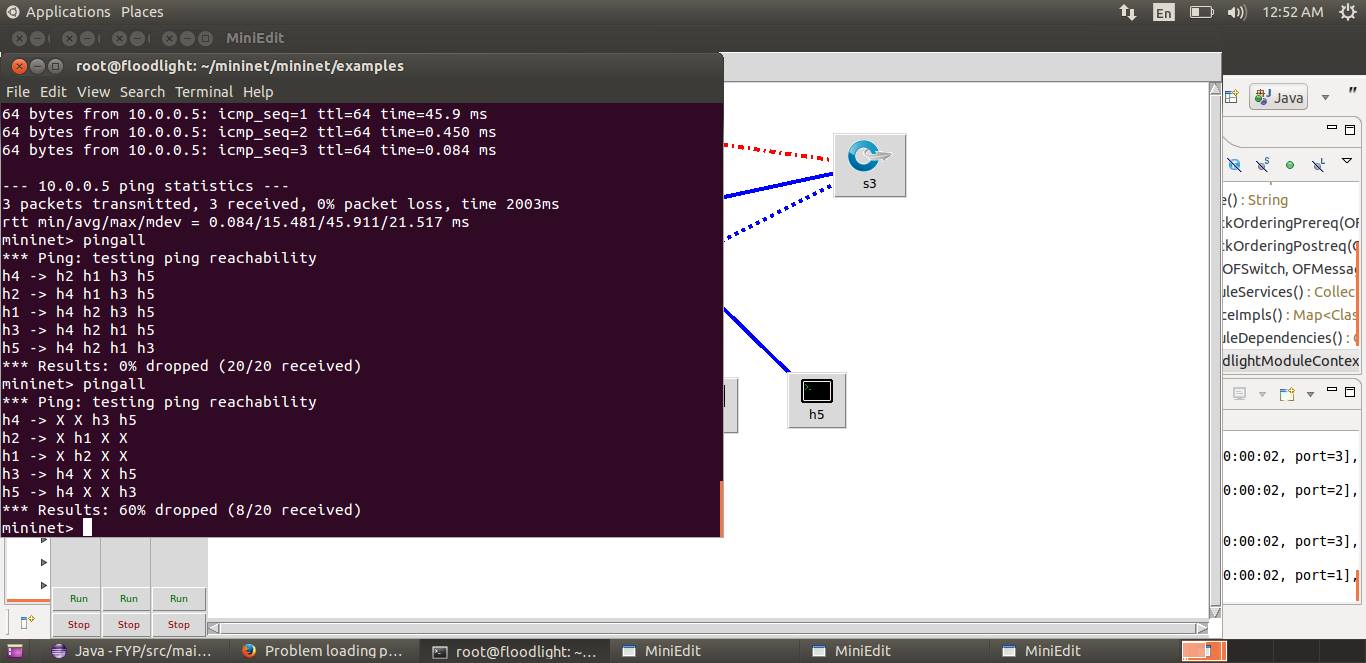 Applications Places
En 12:52 AM
MiniEdit
root@floodlight: ~/mininet/mininet/examples
File Edit View Search Terminal Help
64 bytes from 10.0.0.5: icmp_seq=1 ttl=64 time=45.9 ms
64 bytes from 10.0.0.5: icmp_seq=2 ttl=64 time=0.450 ms
64 bytes from 10.0.0.5: icmp_seq=3 ttl=64 time=0.084 ms
--- 10.0.0.5 ping statistics ---
3 packets transmitted, 3 received, 0% packet loss, time 2003ms
rtt min/avg/max/mdev = 0.084/15.481/45.911/21.517 ms
mininet> pingall
*** Ping: testing ping reachability
h4 -> h2 h1 h3 h5
h2 -> h4 h1 h3 h5
h1 -> h4 h2 h3 h5
h3 -> h4 h2 h1 h5
h5 -> h4 h2 h1 h3
*** Results: 0% dropped (20/20 received)
mininet> pingall
*** Ping: testing ping reachability
h4 -> X X h3 h5
h2 -> X h1 X X
h1 -> X h2 X X
h3 -> h4 X X h5
h5 -> h4 X X h3
*** Results: 60% dropped (8/20 received)
mininet>
s3
h5
Java
e() : String
ckOrderingPrereq(OF
ckOrderingPostreq(
OFSwitch, OFMessa
uleServices() : Collec
ceImpls() : Map<Clas
uleDependencies() :
dlightModuleContex
0:00:02, port=3],
0:00:02, port=2],
0:00:02, port=3],
0:00:02, port=1],
Run Run Run
Stop Stop Stop
Java - FYP/src/mai... Problem loading p... root@floodlight: ~... MiniEdit MiniEdit MiniEdit